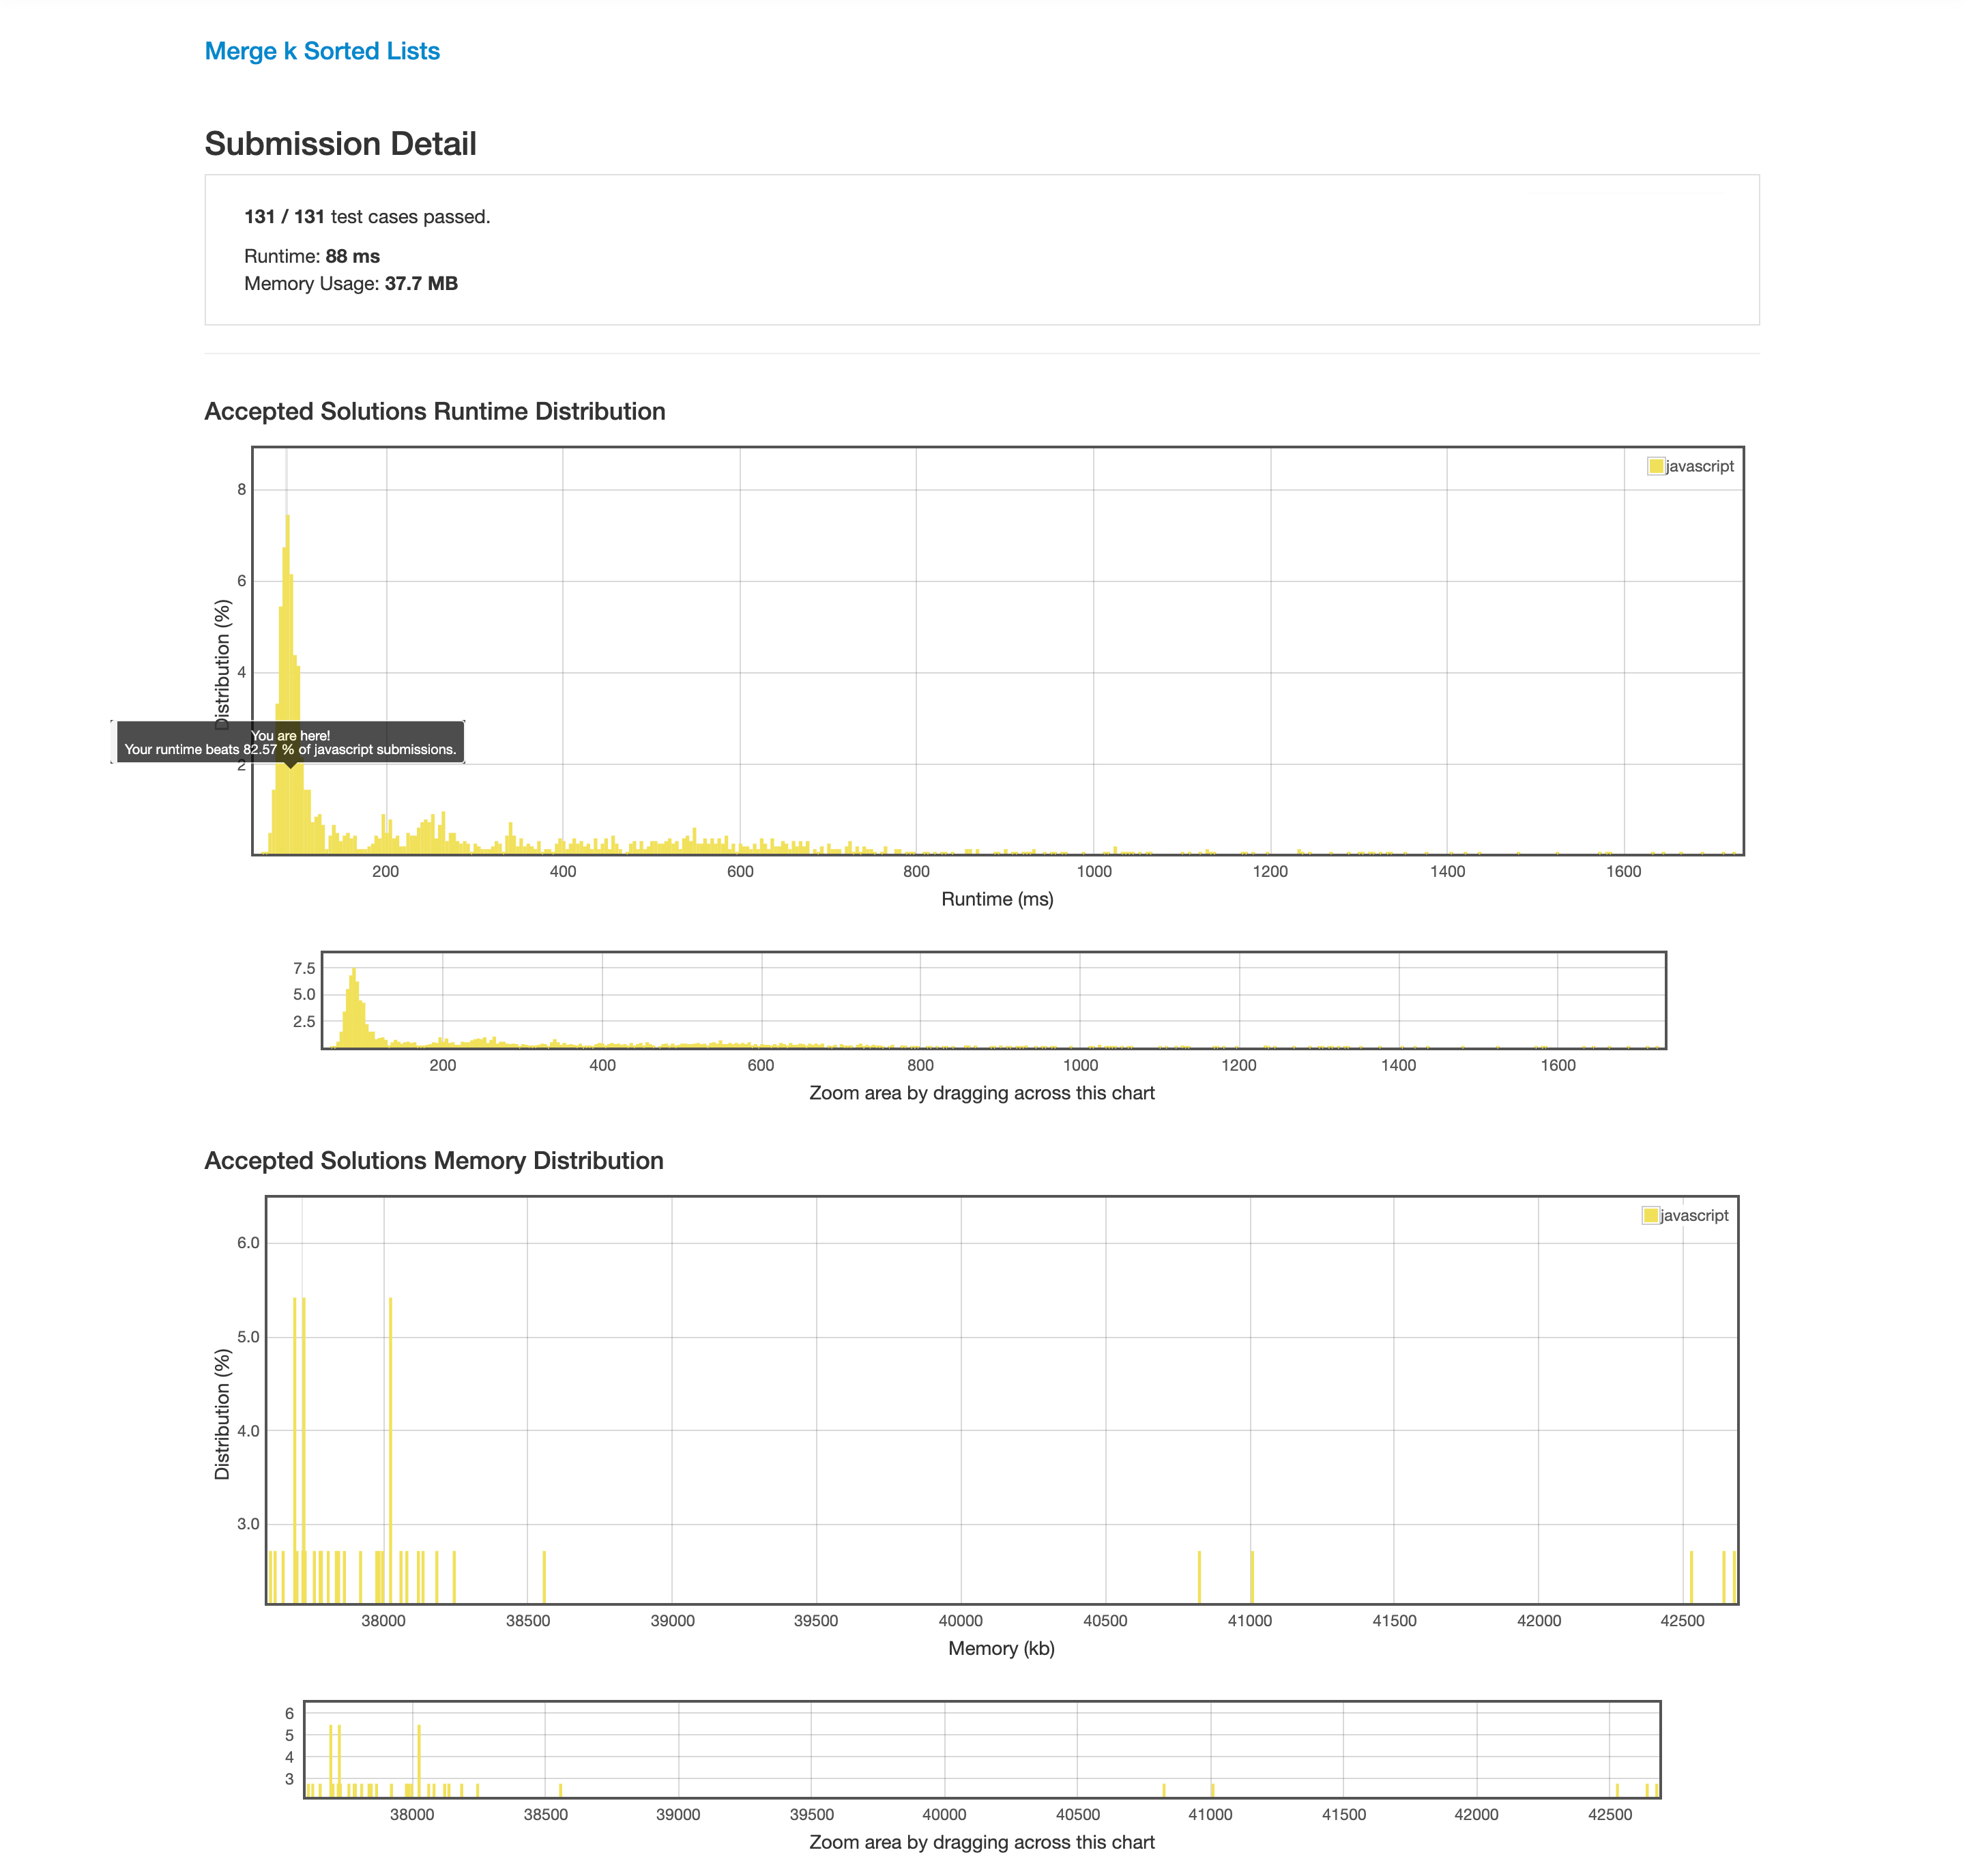 Merge k Sorted Lists
Submission Detail
131 / 131 test cases passed.
Runtime: 88 ms
Memory Usage: 37.7 MB
Accepted Solutions Runtime Distribution
javascript
8
6
4
2
Distribution (%)
You are here!
Your runtime beats 82.57 % of javascript submissions.
200 400 600 800 1000 1200 1400 1600
Runtime (ms)
7.5
5.0
2.5
200 400 600 800 1000 1200 1400 1600
Zoom area by dragging across this chart
Accepted Solutions Memory Distribution
javascript
6.0
5.0
4.0
3.0
Distribution (%)
38000 38500 39000 39500 40000 40500 41000 41500 42000 42500
Memory (kb)
6
5
4
3
38000 38500 39000 39500 40000 40500 41000 41500 42000 42500
Zoom area by dragging across this chart